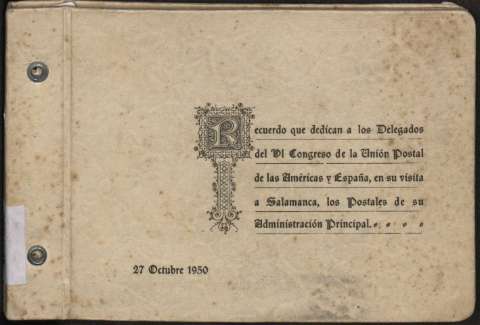 Recuerdo que dedican a los Delegados
del VI Congreso de la Unión Postal
de las Américas y España, en su visita
a Salamanca, los Postales de su
Administración Principal.
27 Octubre 1950